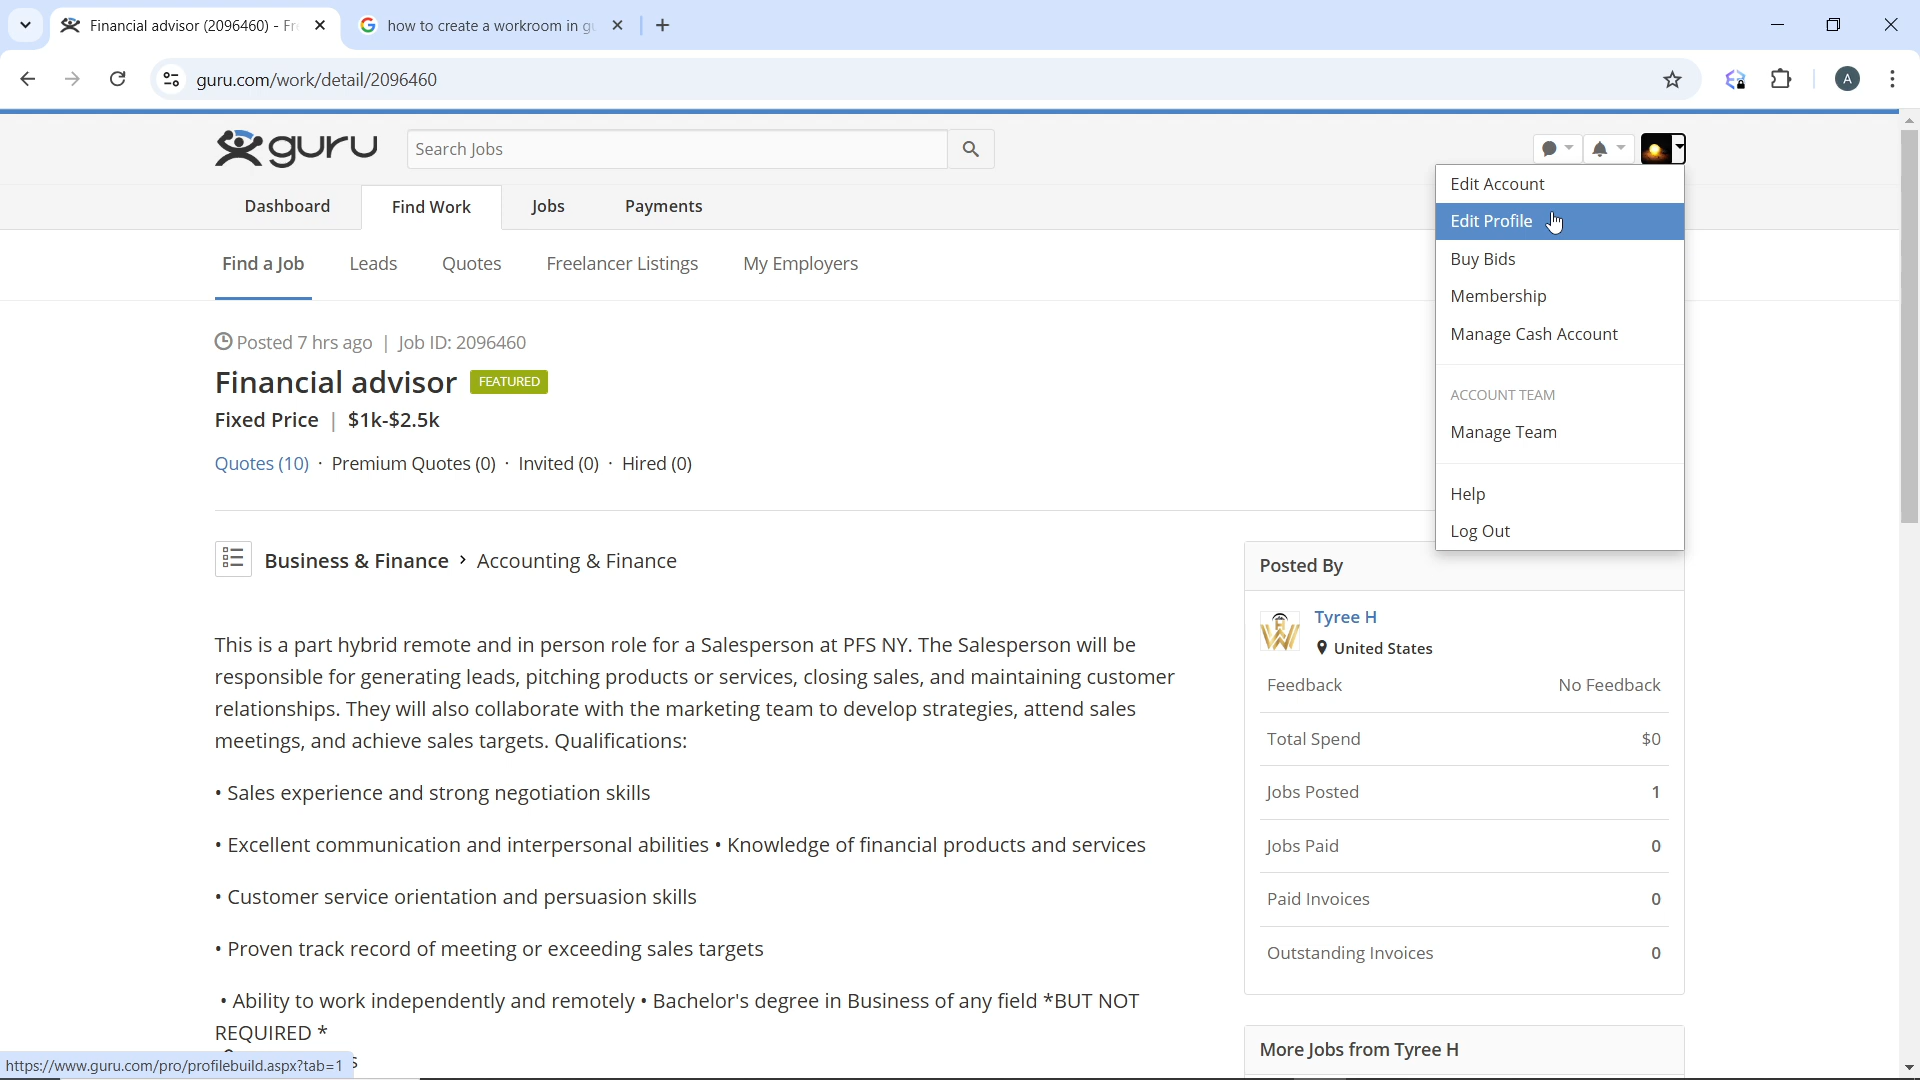 Financial advisor (2096460) - Fr
how to create a workroom in gu
guru.com/work/detail/2096460
A
guru
Search Jobs
Dashboard
Find Work
Jobs
Payments
Find a Job
Leads
Quotes
Freelancer Listings
My Employers
Edit Account
Edit Profile
Buy Bids
Membership
Manage Cash Account
ACCOUNT TEAM
Manage Team
Help
Log Out
Posted 7 hrs ago | Job ID: 2096460
Financial advisor FEATURED
Fixed Price | $1k-$2.5k
Quotes (10) · Premium Quotes (0) · Invited (0) · Hired (0)
Business & Finance > Accounting & Finance
This is a part hybrid remote and in person role for a Salesperson at PFS NY. The Salesperson will be
responsible for generating leads, pitching products or services, closing sales, and maintaining customer
relationships. They will also collaborate with the marketing team to develop strategies, attend sales
meetings, and achieve sales targets. Qualifications:
• Sales experience and strong negotiation skills
• Excellent communication and interpersonal abilities • Knowledge of financial products and services
• Customer service orientation and persuasion skills
• Proven track record of meeting or exceeding sales targets
• Ability to work independently and remotely • Bachelor's degree in Business of any field *BUT NOT
REQUIRED *
Posted By
Tyree H
United States
Feedback No Feedback
Total Spend $0
Jobs Posted 1
Jobs Paid 0
Paid Invoices 0
Outstanding Invoices 0
More Jobs from Tyree H
https://www.guru.com/pro/profilebuild.aspx?tab=1